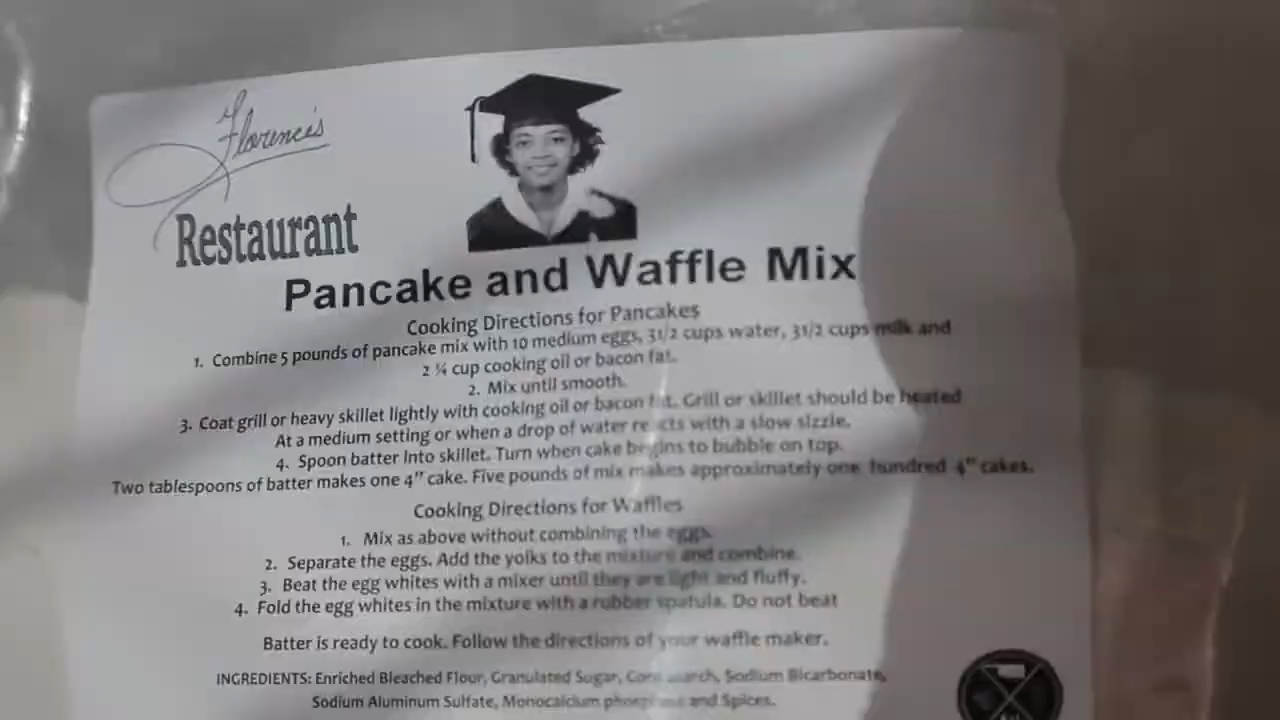 Florence's
Restaurant
Pancake and Waffle Mix
Cooking Directions for Pancakes
1. Combine 5 pounds of pancake mix with 10 medium eggs, 31/2 cups water, 31/2 cups milk and
2 ¼ cup cooking oil or bacon fat.
2. Mix until smooth.
3. Coat grill or heavy skillet lightly with cooking oil or bacon fat. Grill or skillet should be heated
At a medium setting or when a drop of water reacts with a slow sizzle.
4. Spoon batter Into skillet. Turn when cake begins to bubble on top.
Two tablespoons of batter makes one 4" cake. Five pounds of mix makes approximately one hundred 4" cakes.
Cooking Directions for Waffles
1. Mix as above without combining the eggs.
2. Separate the eggs. Add the yolks to the mixture and combine.
3. Beat the egg whites with a mixer until they are light and fluffy.
4. Fold the egg whites in the mixture with a rubber spatula. Do not beat
Batter is ready to cook. Follow the directions of your waffle maker.
INGREDIENTS: Enriched Bleached Flour, Granulated Sugar, Corn starch, Sodium Bicarbonate,
Sodium Aluminum Sulfate, Monocalcium phosphate and Spices.